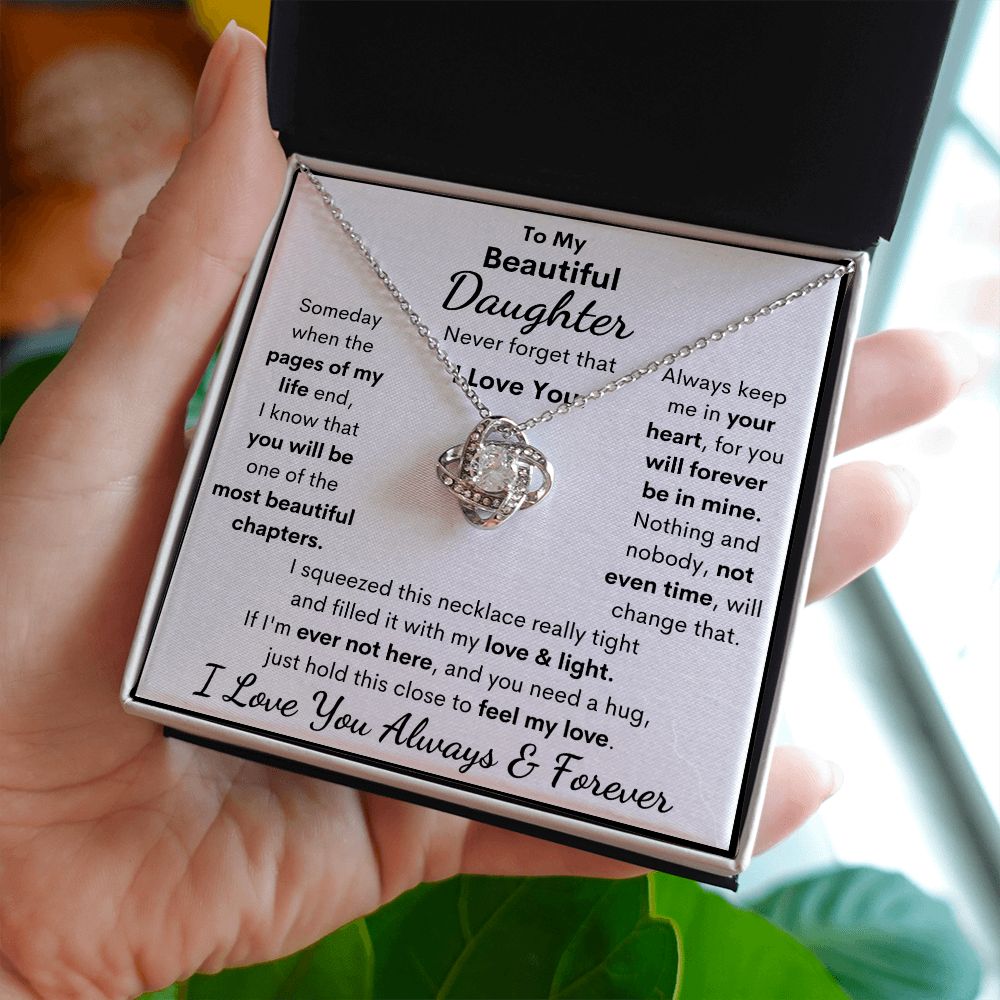 To My
Beautiful
Daughter
Never forget that
I Love You
Someday
when the
pages of my
life end,
I know that
you will be
one of the
most beautiful
chapters.
Always keep
me in your
heart, for you
will forever
be in mine.
Nothing and
nobody, not
even time, will
change that.
I squeezed this necklace really tight
and filled it with my love & light.
If I'm ever not here, and you need a hug,
just hold this close to feel my love.
I Love You Always & Forever